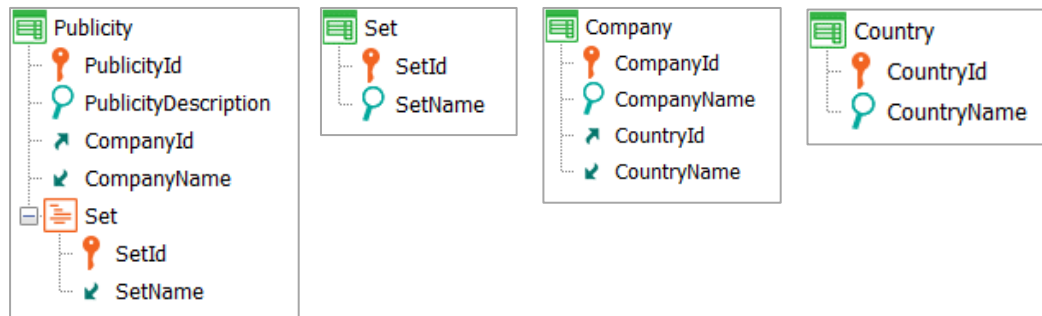 Publicity
PublicityId
PublicityDescription
CompanyId
CompanyName
Set
SetId
SetName
Set
SetId
SetName
Company
CompanyId
CompanyName
CountryId
CountryName
Country
CountryId
CountryName